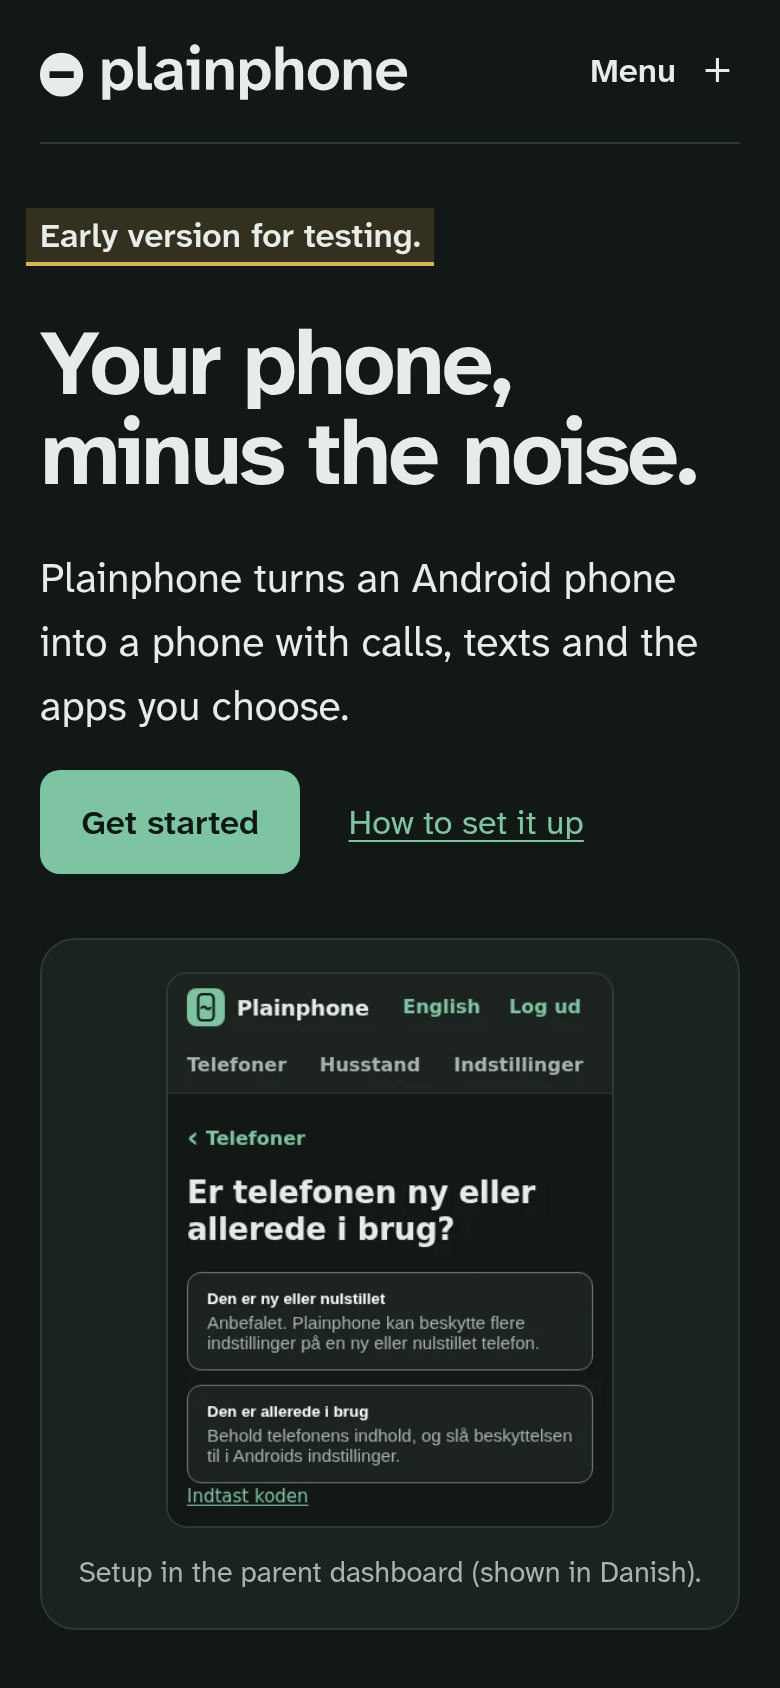 plainphone
Menu +
Early version for testing.
Your phone,
minus the noise.
Plainphone turns an Android phone
into a phone with calls, texts and the
apps you choose.
Get started
How to set it up
Plainphone
English
Log ud
Telefoner
Husstand
Indstillinger
‹ Telefoner
Er telefonen ny eller
allerede i brug?
Den er ny eller nulstillet
Anbefalet. Plainphone kan beskytte flere
indstillinger på en ny eller nulstillet telefon.
Den er allerede i brug
Behold telefonens indhold, og slå beskyttelsen
til i Androids indstillinger.
Indtast koden
Setup in the parent dashboard (shown in Danish).